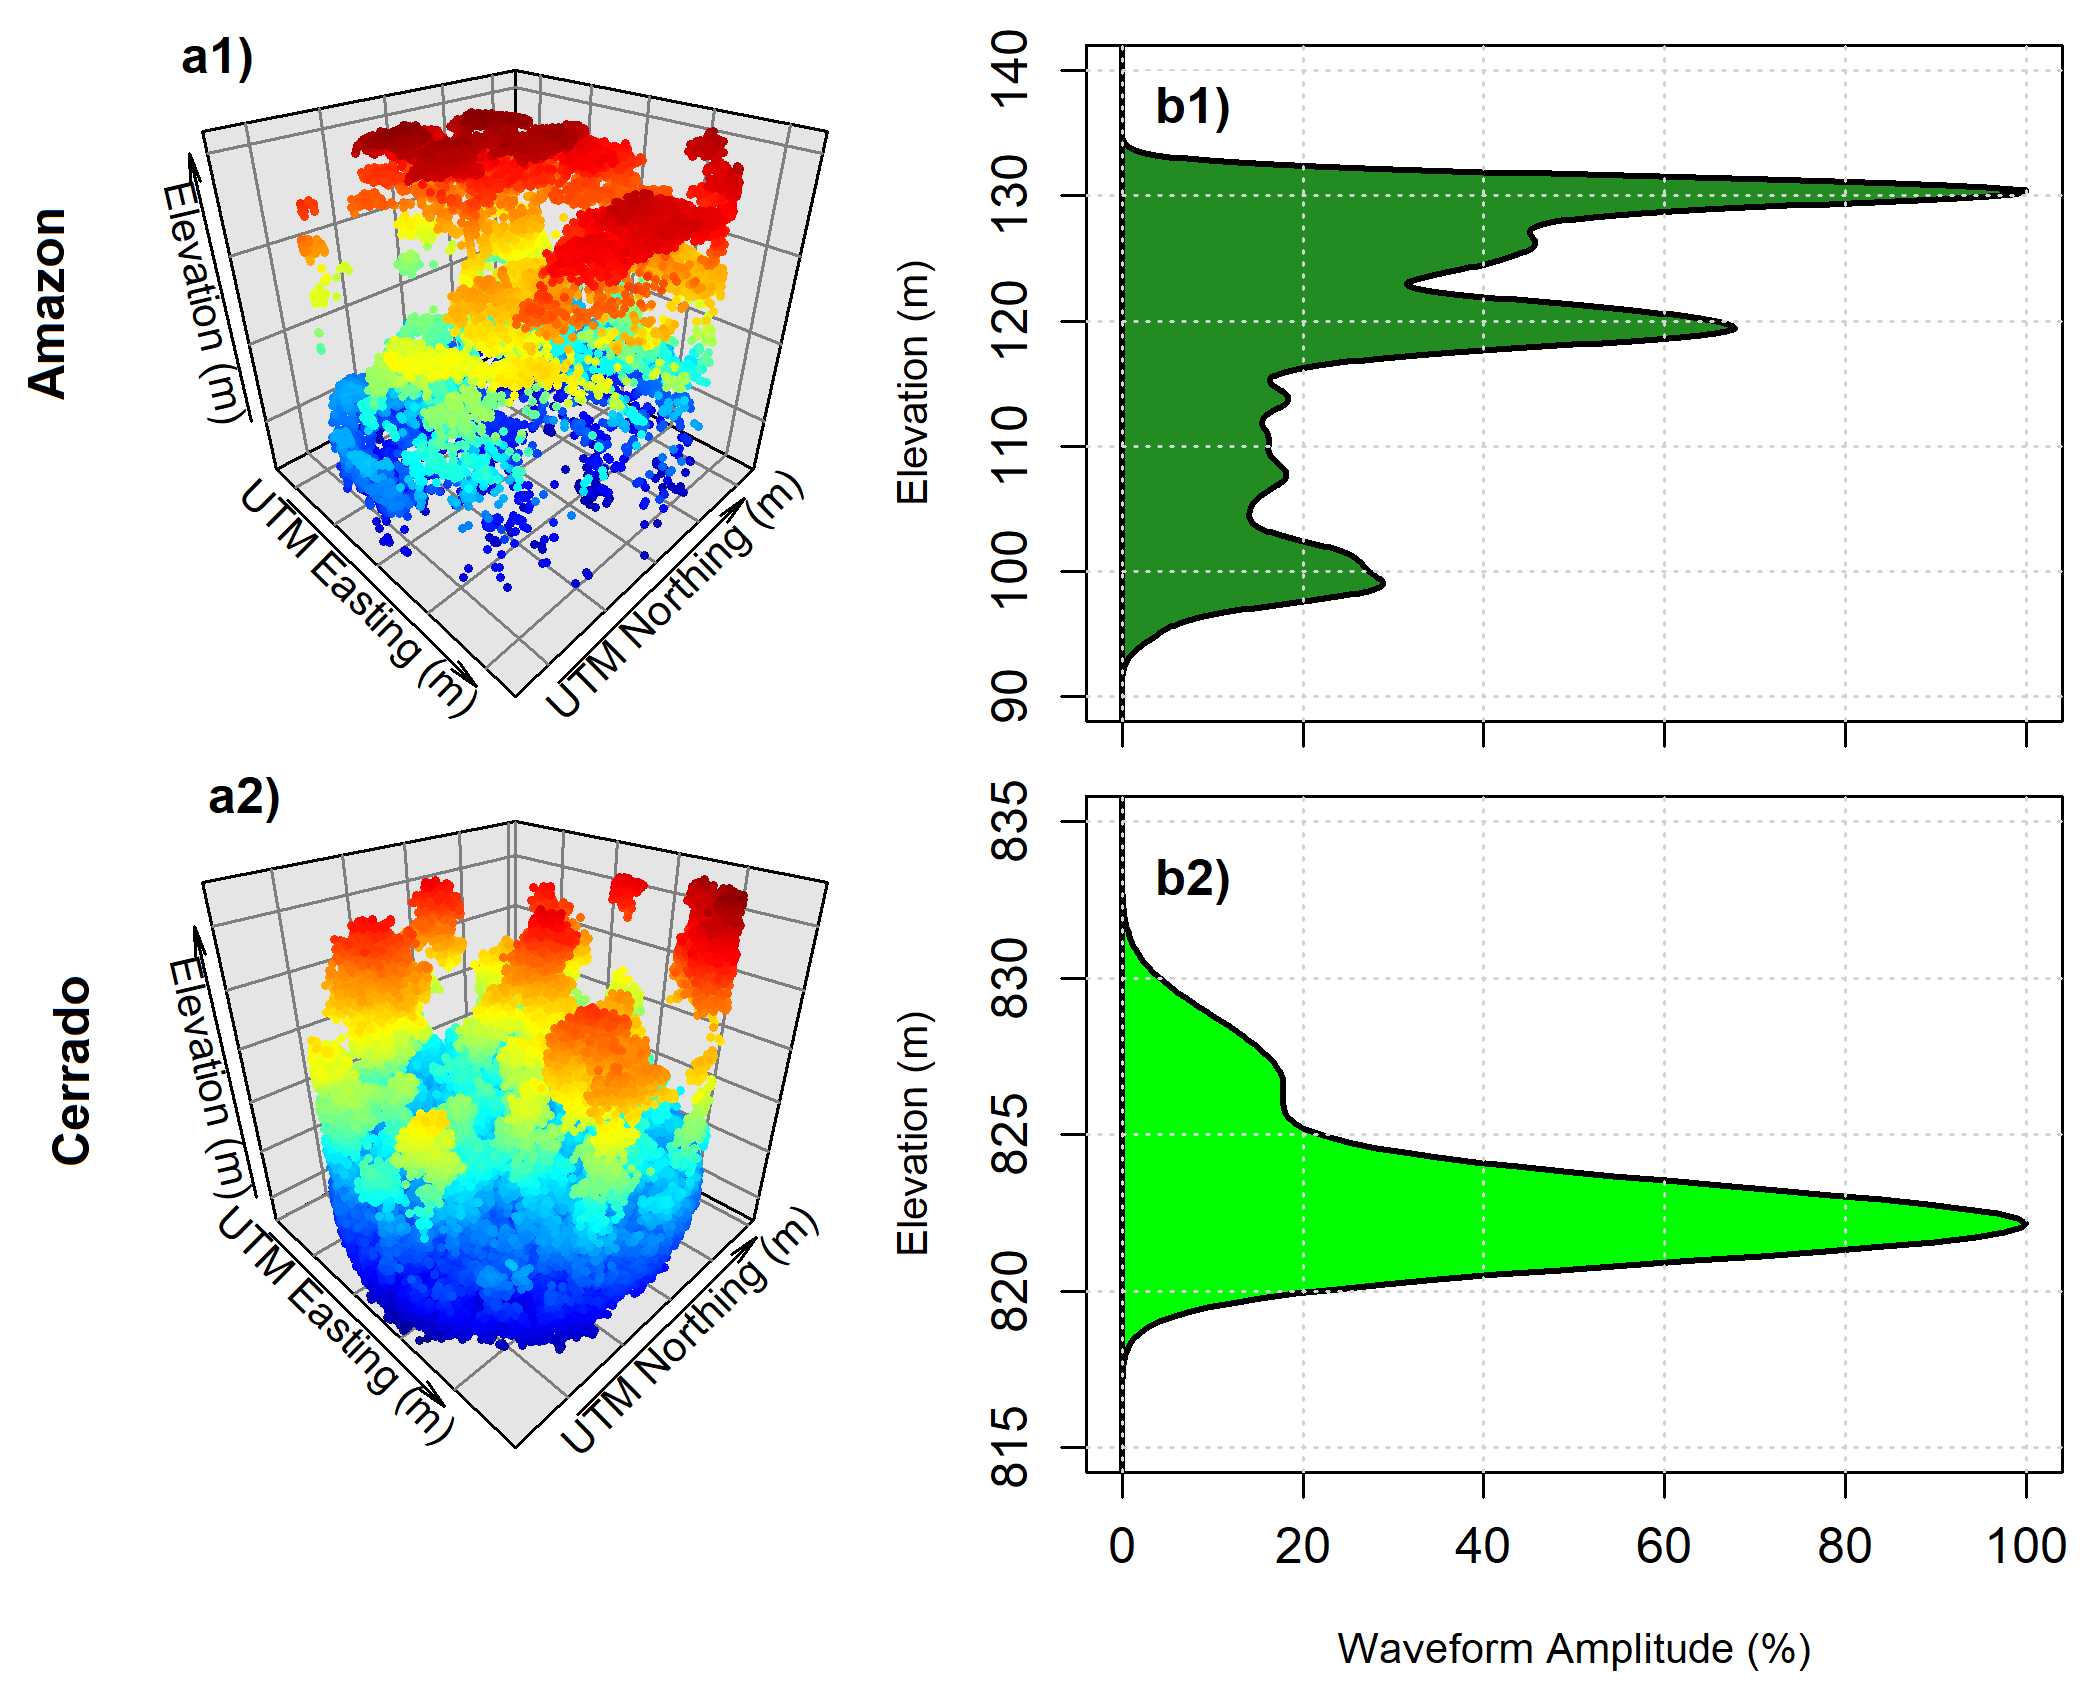 a1)
Amazon
Elevation (m)
UTM Easting (m)
UTM Northing (m)
b1)
Elevation (m)
140
130
120
110
100
90
a2)
Cerrado
Elevation (m)
UTM Easting (m)
UTM Northing (m)
b2)
Elevation (m)
835
830
825
820
815
0 20 40 60 80 100
Waveform Amplitude (%)